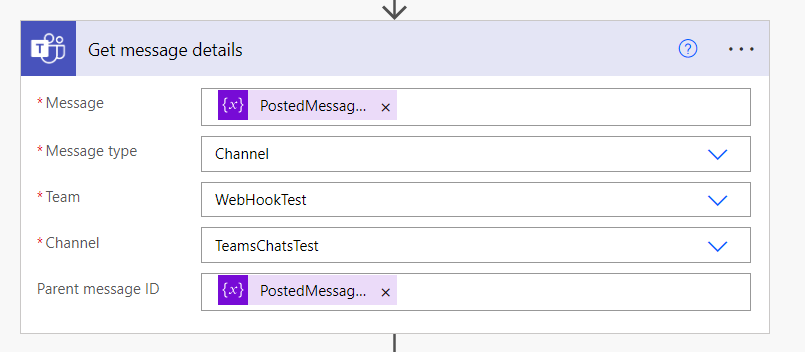 Get message details
* Message {x} PostedMessag... ×
* Message type Channel
* Team WebHookTest
* Channel TeamsChatsTest
Parent message ID {x} PostedMessag... ×